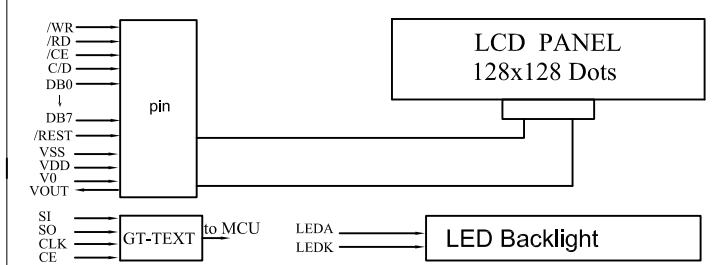 /WR
/RD
/CE
C/D
DB0
DB7
/REST
VSS
VDD
V0
VOUT
pin
LCD PANEL
128x128 Dots
SI
SO
CLK
CE
GT-TEXT
to MCU
LEDA
LEDK
LED Backlight